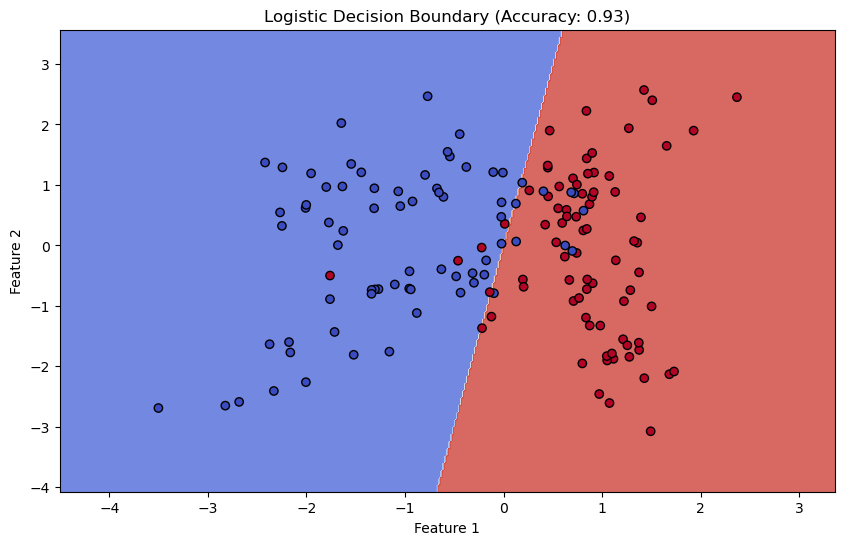 Logistic Decision Boundary (Accuracy: 0.93)
3
2
1
0
−1
−2
−3
−4
Feature 2
−4 −3 −2 −1 0 1 2 3
Feature 1